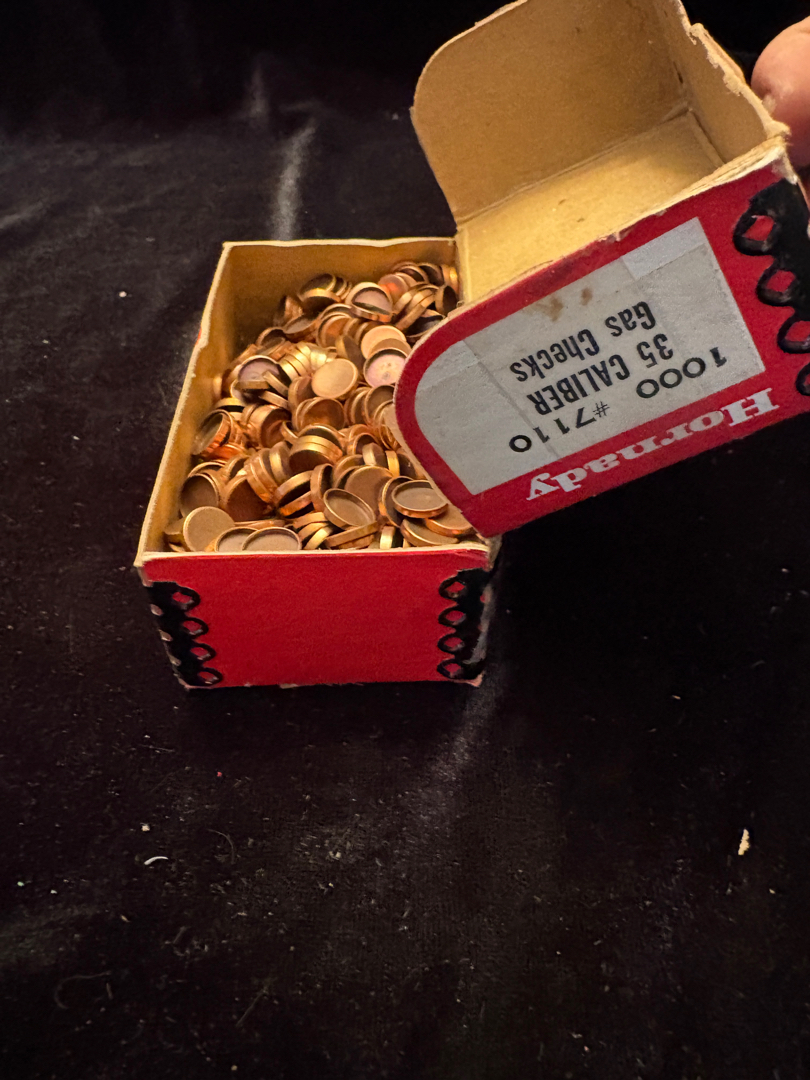 Hornady
1000 #7110
35 CALIBER
Gas Checks